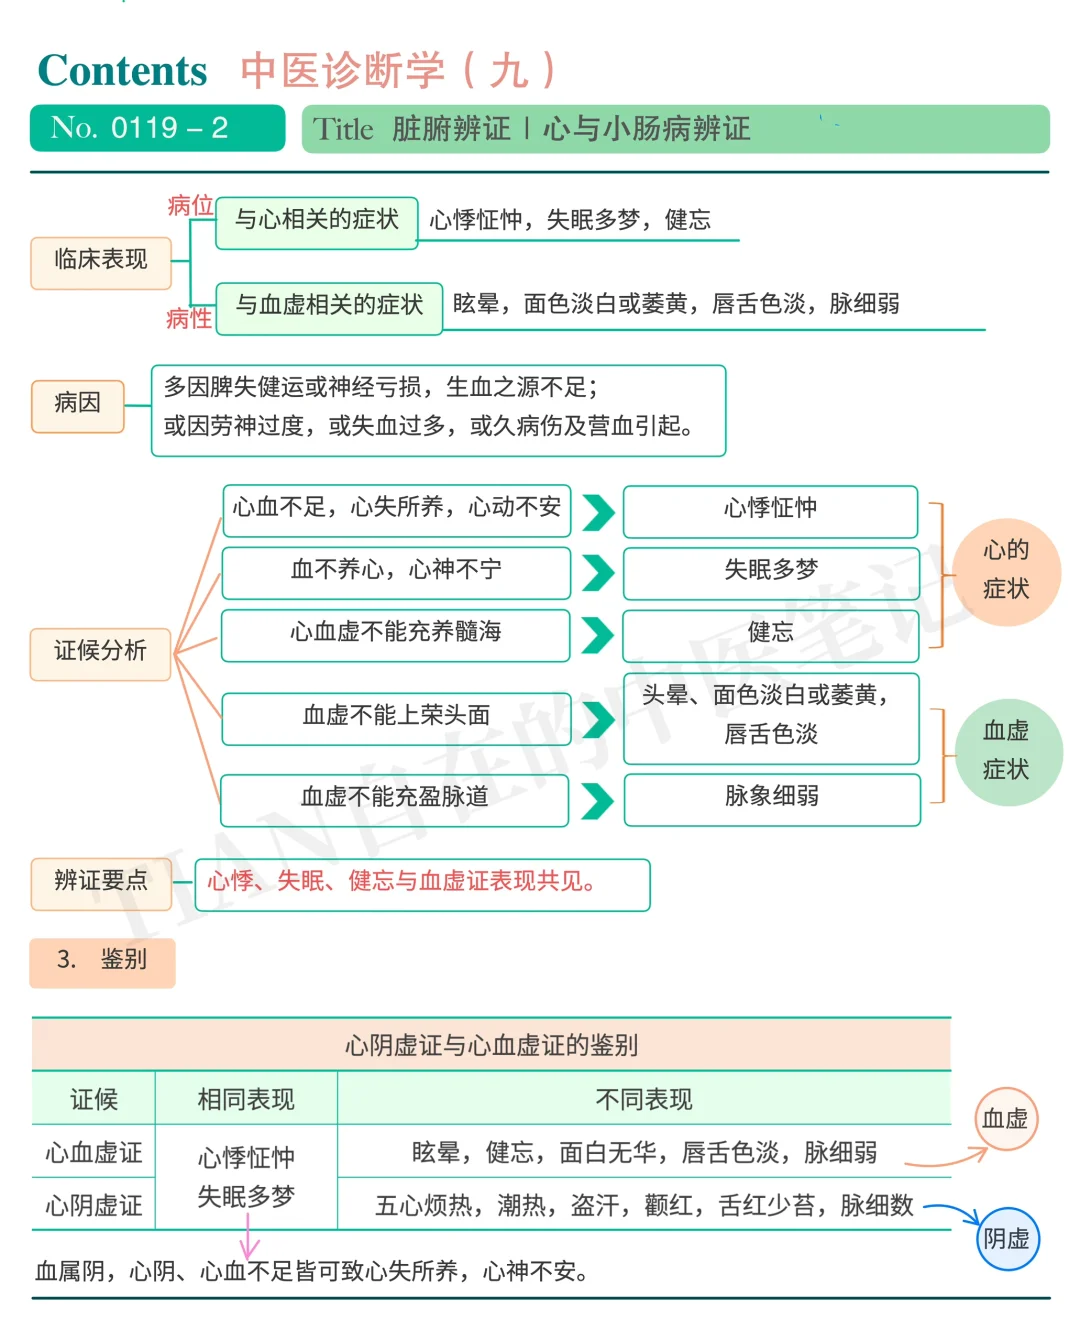 Contents 中医诊断学（九）
No. 0119－2
Title 脏腑辨证｜心与小肠病辨证
病位
与心相关的症状
心悸怔忡，失眠多梦，健忘
临床表现
与血虚相关的症状
眩晕，面色淡白或萎黄，唇舌色淡，脉细弱
病性
病因
多因脾失健运或神经亏损，生血之源不足；
或因劳神过度，或失血过多，或久病伤及营血引起。
证候分析
心血不足，心失所养，心动不安
心悸怔忡
血不养心，心神不宁
失眠多梦
心血虚不能充养髓海
健忘
心的
症状
血虚不能上荣头面
头晕、面色淡白或萎黄，
唇舌色淡
血虚不能充盈脉道
脉象细弱
血虚
症状
辨证要点
心悸、失眠、健忘与血虚证表现共见。
3. 鉴别
心阴虚证与心血虚证的鉴别
证候 相同表现 不同表现
心血虚证
心悸怔忡
失眠多梦
眩晕，健忘，面白无华，唇舌色淡，脉细弱
血虚
心阴虚证
五心烦热，潮热，盗汗，颧红，舌红少苔，脉细数
阴虚
血属阴，心阴、心血不足皆可致心失所养，心神不安。
TIAN自在的中医笔记